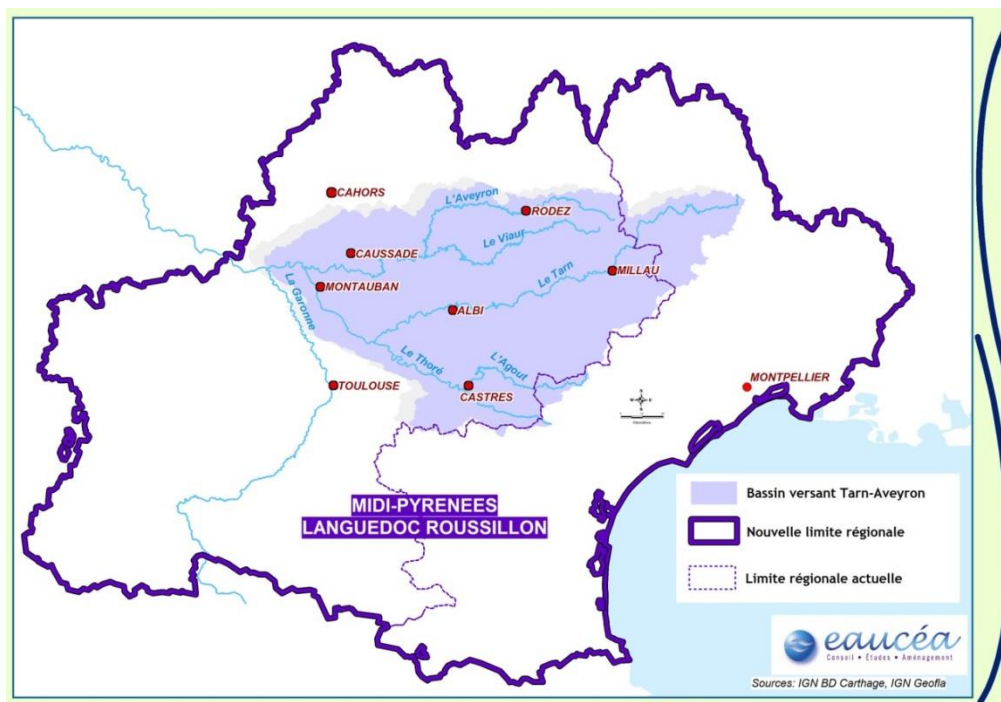 CAHORS
L'Aveyron
RODEZ
Le Viaur
CAUSSADE
MILLAU
Le Tarn
MONTAUBAN
La Garonne
ALBI
Le Thoré
L'Agout
TOULOUSE
CASTRES
MONTPELLIER
MIDI-PYRENEES
LANGUEDOC ROUSSILLON
Bassin versant Tarn-Aveyron
Nouvelle limite régionale
Limite régionale actuelle
eaucéa
Conseil • Études • Aménagement
Sources: IGN BD Carthage, IGN Geofla